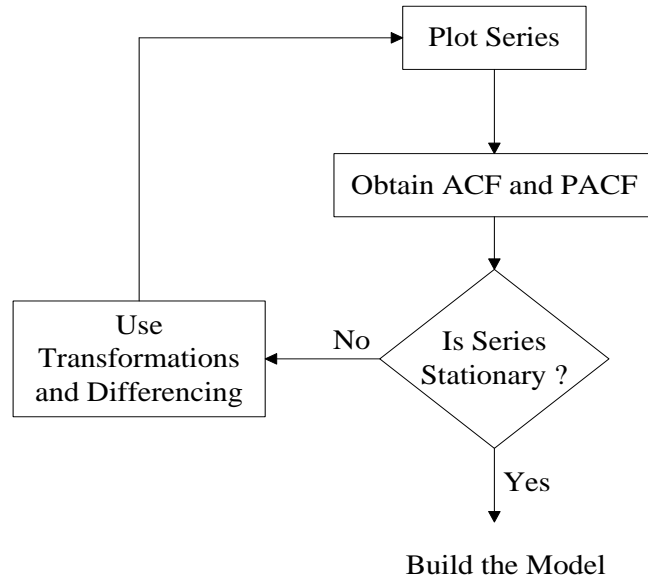 Plot Series
Obtain ACF and PACF
Is Series
Stationary ?
No
Use
Transformations
and Differencing
Yes
Build the Model